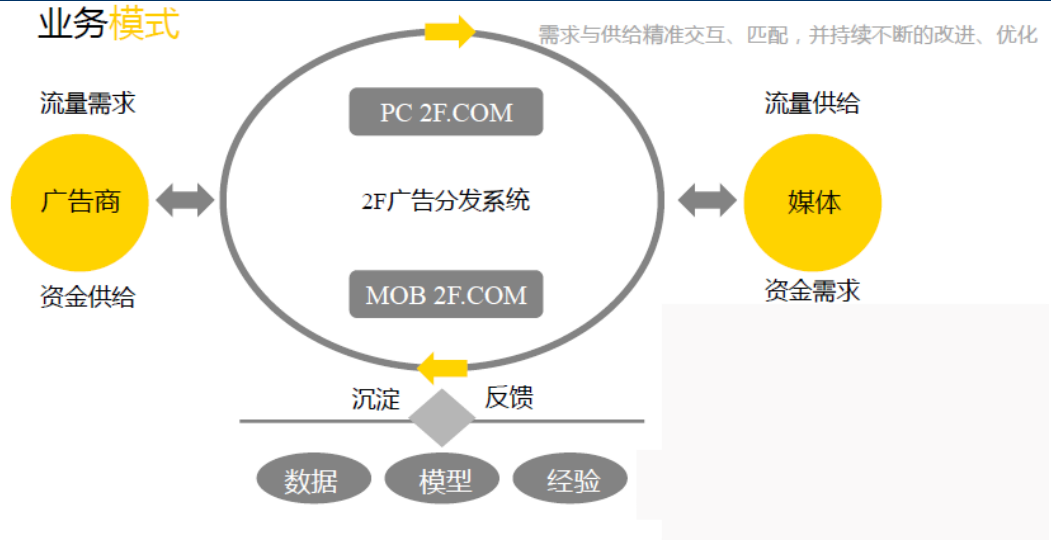 业务模式
需求与供给精准交互、匹配，并持续不断的改进、优化
流量需求
广告商
资金供给
PC 2F.COM
2F广告分发系统
MOB 2F.COM
流量供给
媒体
资金需求
沉淀
反馈
数据
模型
经验